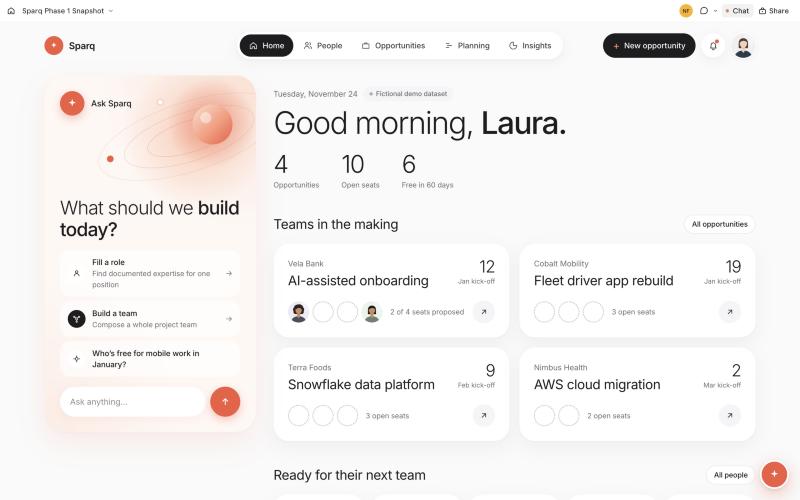 Sparq Phase 1 Snapshot
NF
Chat
Share
Sparq
Home
People
Opportunities
Planning
Insights
New opportunity
Ask Sparq
What should we build
today?
Fill a role
Find documented expertise for one
position
Build a team
Compose a whole project team
Who's free for mobile work in
January?
Ask anything...
Tuesday, November 24
Fictional demo dataset
Good morning, Laura.
4
Opportunities
10
Open seats
6
Free in 60 days
Teams in the making
All opportunities
Vela Bank
AI-assisted onboarding
12
Jan kick-off
2 of 4 seats proposed
Cobalt Mobility
Fleet driver app rebuild
19
Jan kick-off
3 open seats
Terra Foods
Snowflake data platform
9
Feb kick-off
3 open seats
Nimbus Health
AWS cloud migration
2
Mar kick-off
2 open seats
Ready for their next team
All people